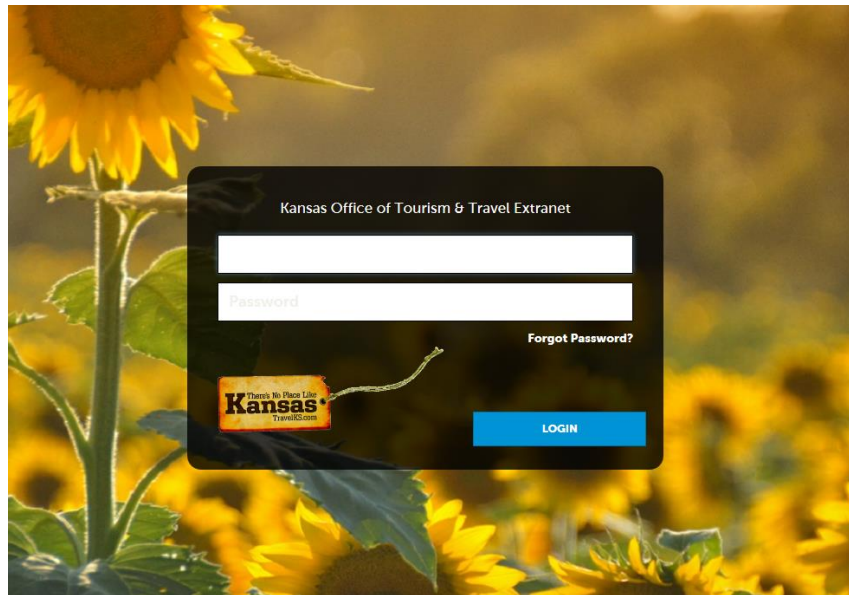 Kansas Office of Tourism & Travel Extranet
Password
Forgot Password?
There's No Place Like
Kansas
TravelKS.com
LOGIN